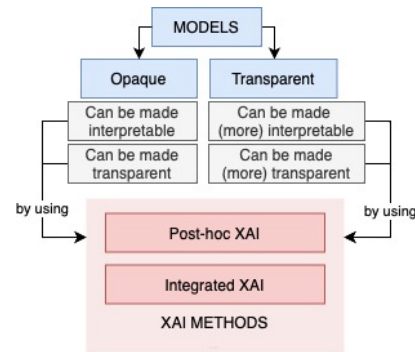 MODELS
Opaque
Transparent
Can be made
interpretable
Can be made
(more) interpretable
Can be made
transparent
Can be made
(more) transparent
by using
by using
Post-hoc XAI
Integrated XAI
XAI METHODS